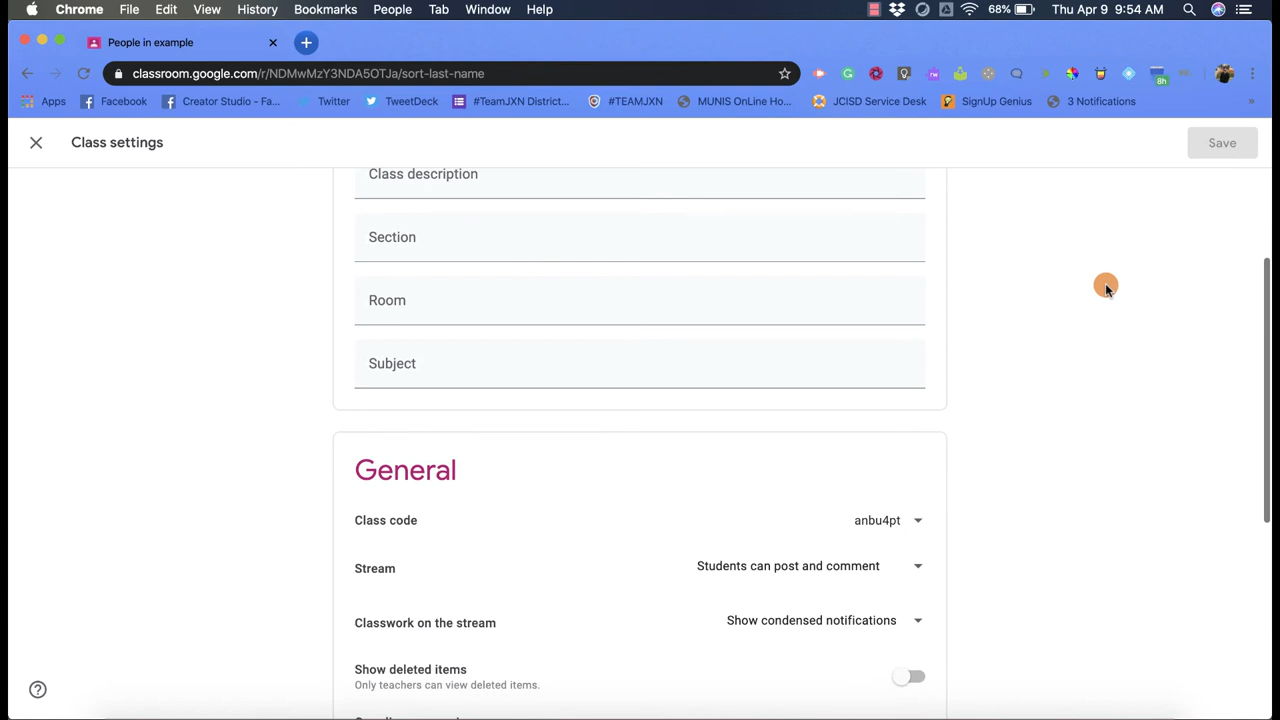 Chrome File Edit View History Bookmarks People Tab Window Help 68% Thu Apr 9 9:54 AM
People in example
classroom.google.com/r/NDMwMzY3NDA5OTJa/sort-last-name
Apps Facebook Creator Studio - Fa... Twitter TweetDeck #TeamJXN District... #TEAMJXN MUNIS OnLine Ho... JCISD Service Desk SignUp Genius 3 Notifications »
Class settings Save
Class description
Section
Room
Subject
General
Class code anbu4pt
Stream Students can post and comment
Classwork on the stream Show condensed notifications
Show deleted items
Only teachers can view deleted items.